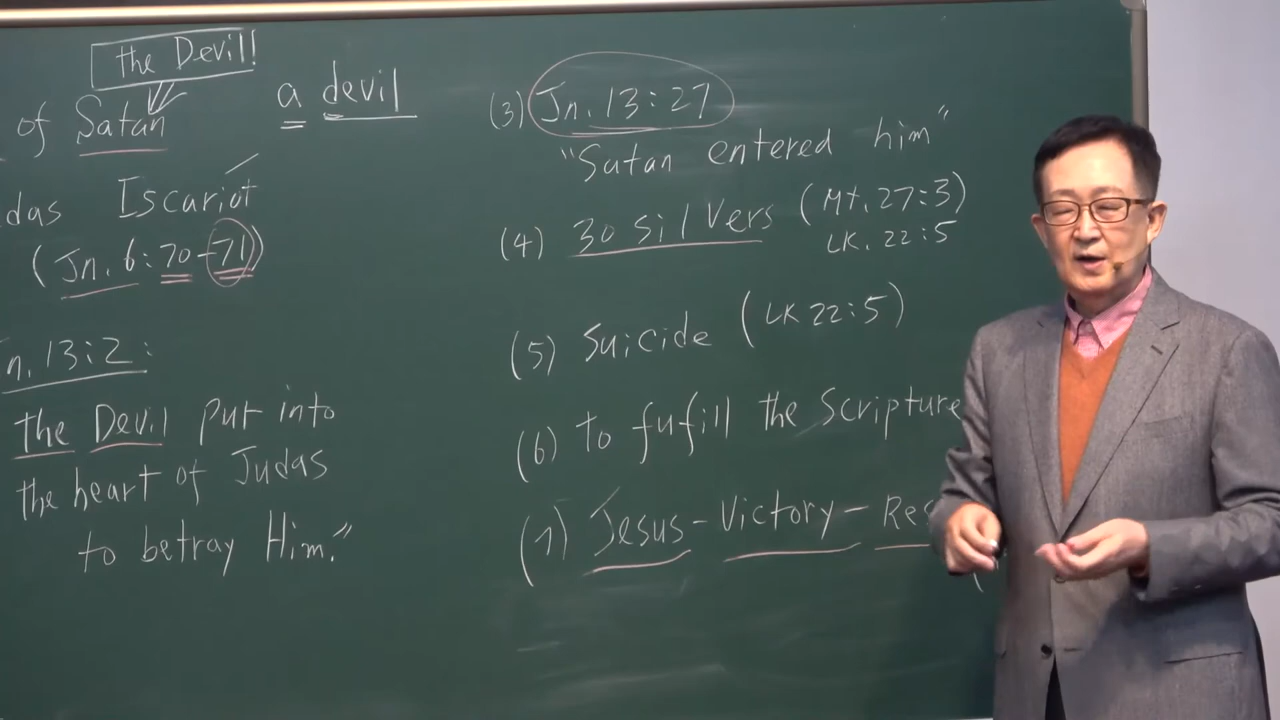 the Devil!
of Satan
a devil
das Iscariot
(Jn. 6:70-71)
n. 13:2:
the Devil put into
the heart of Judas
to betray Him."
(3) Jn. 13:27
"Satan entered him"
(4) 30 Silvers (Mt. 27:3)
LK. 22:5
(5) Suicide (LK 22:5)
(6) To fufill the Scripture
(7) Jesus-Victory-Res